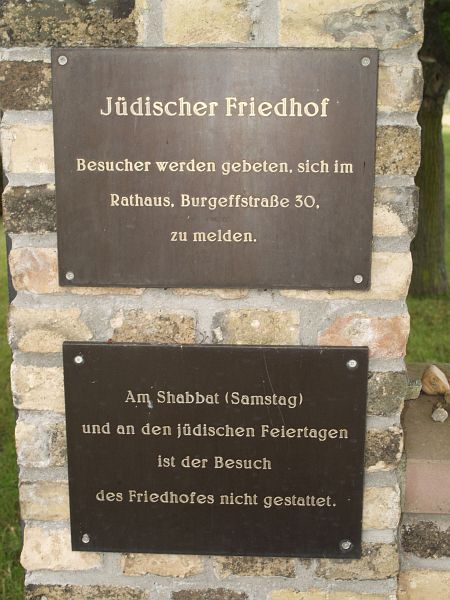 Jüdischer Friedhof
Besucher werden gebeten, sich im
Rathaus, Burgeffstraße 30,
zu melden.
Am Shabbat (Samstag)
und an den jüdischen Feiertagen
ist der Besuch
des Friedhofes nicht gestattet.